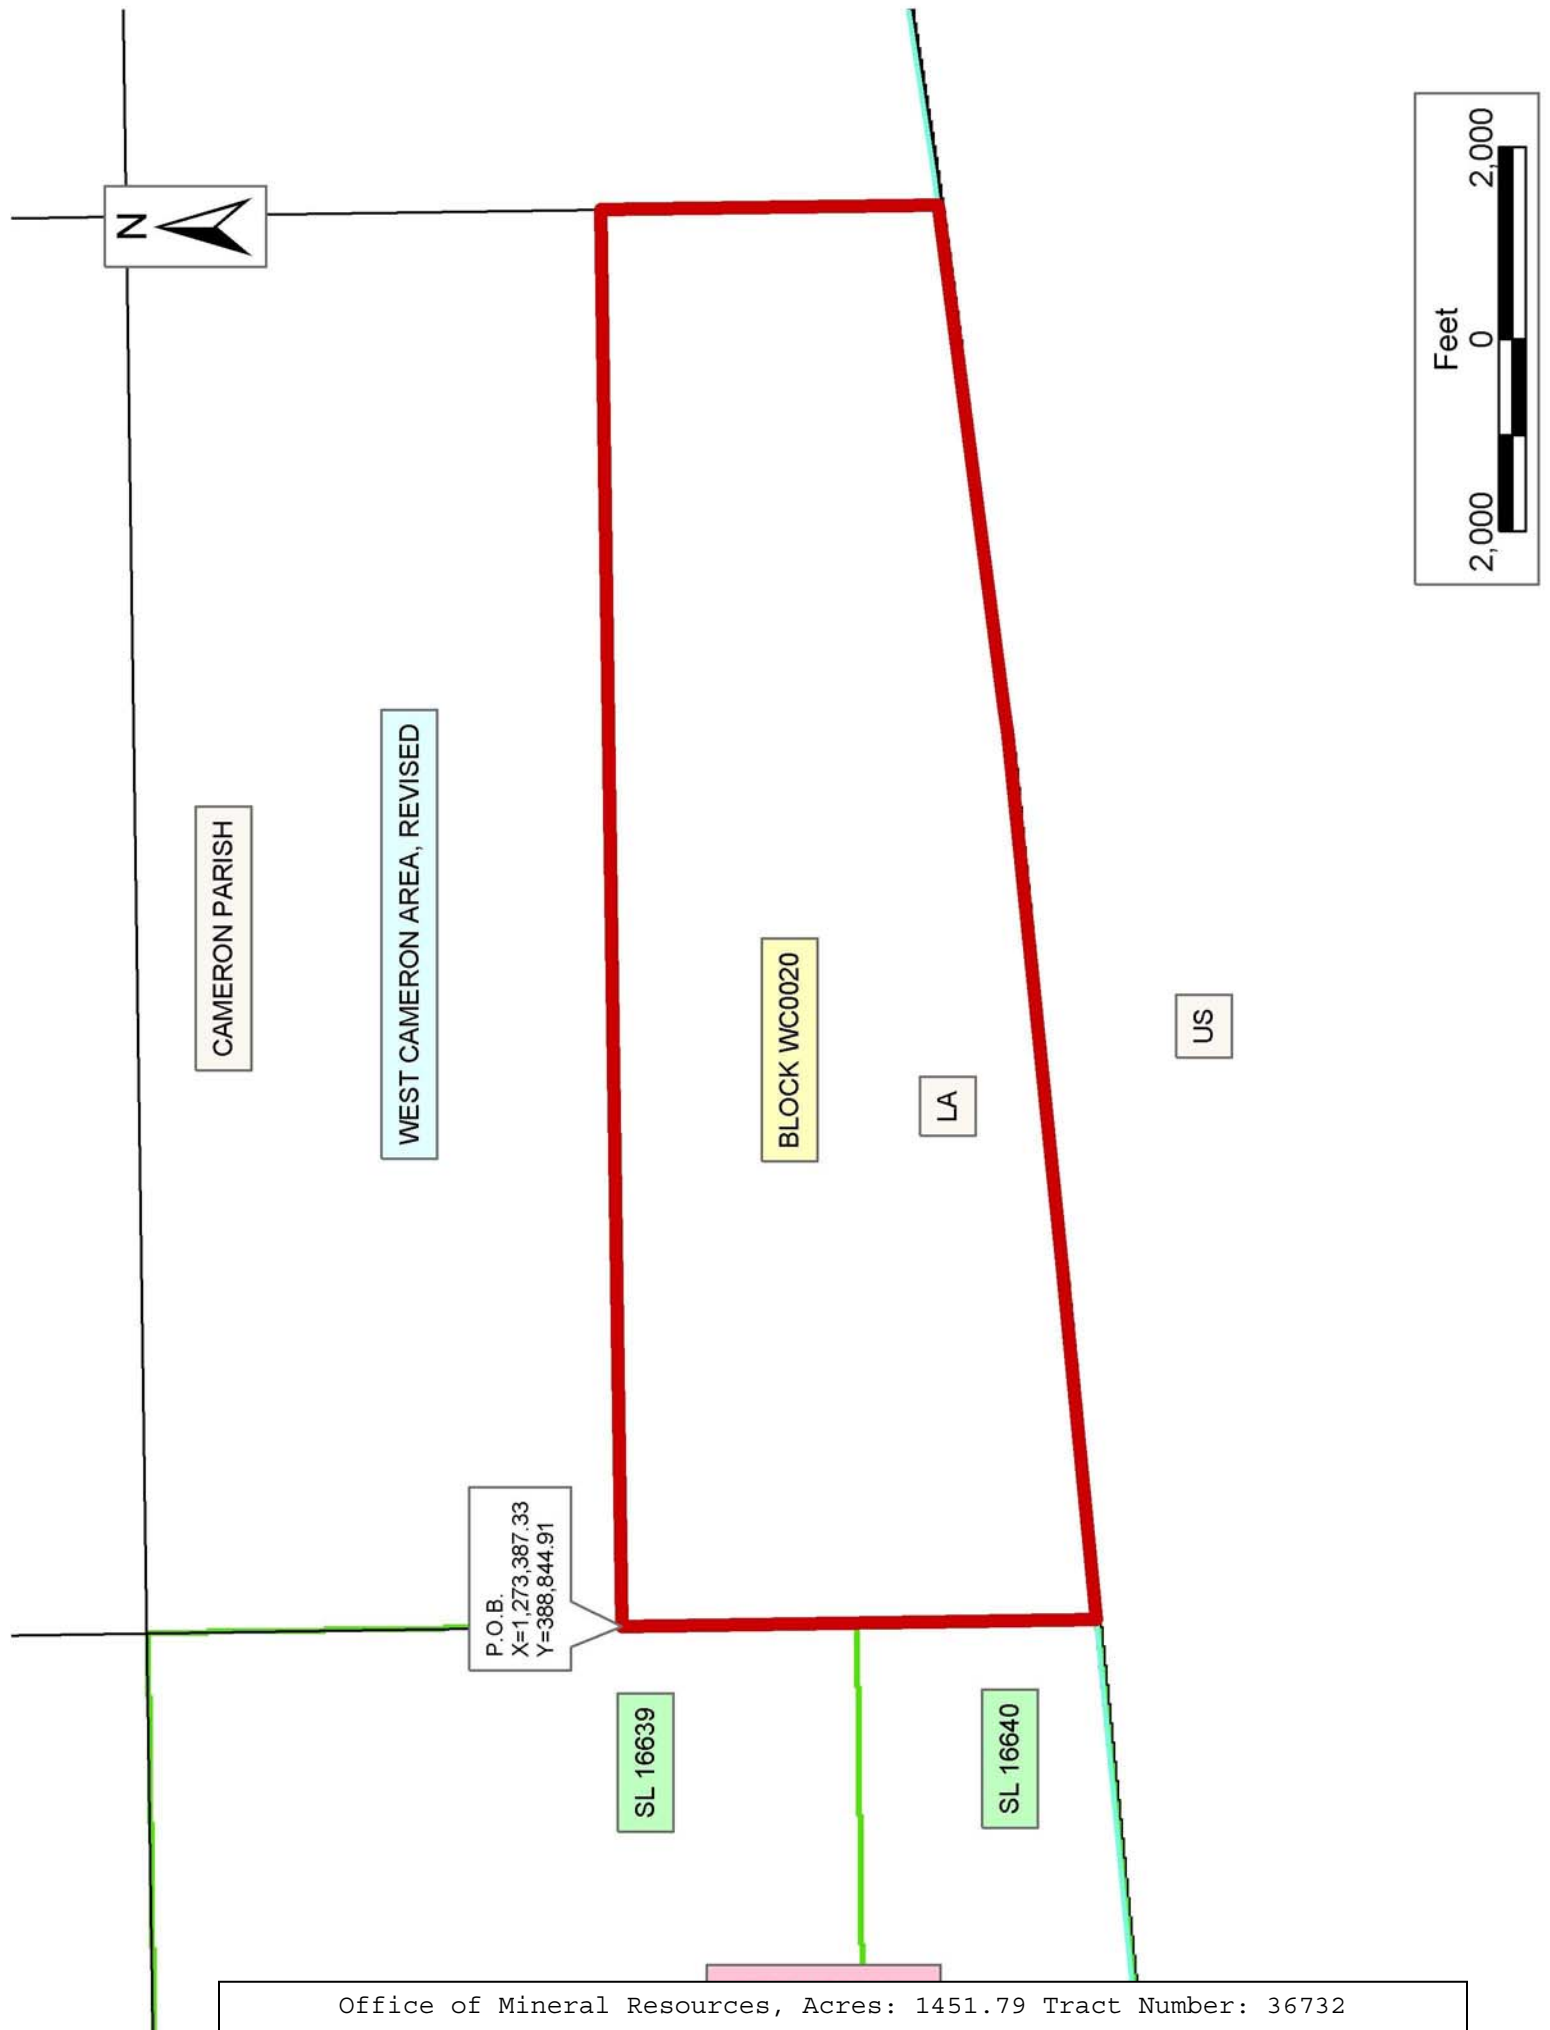 N
CAMERON PARISH
WEST CAMERON AREA, REVISED
P.O.B.
X=1,273,387.33
Y=388,844.91
BLOCK WC0020
SL 16639
LA
SL 16640
US
Feet
2,000 0 2,000
Office of Mineral Resources, Acres: 1451.79 Tract Number: 36732